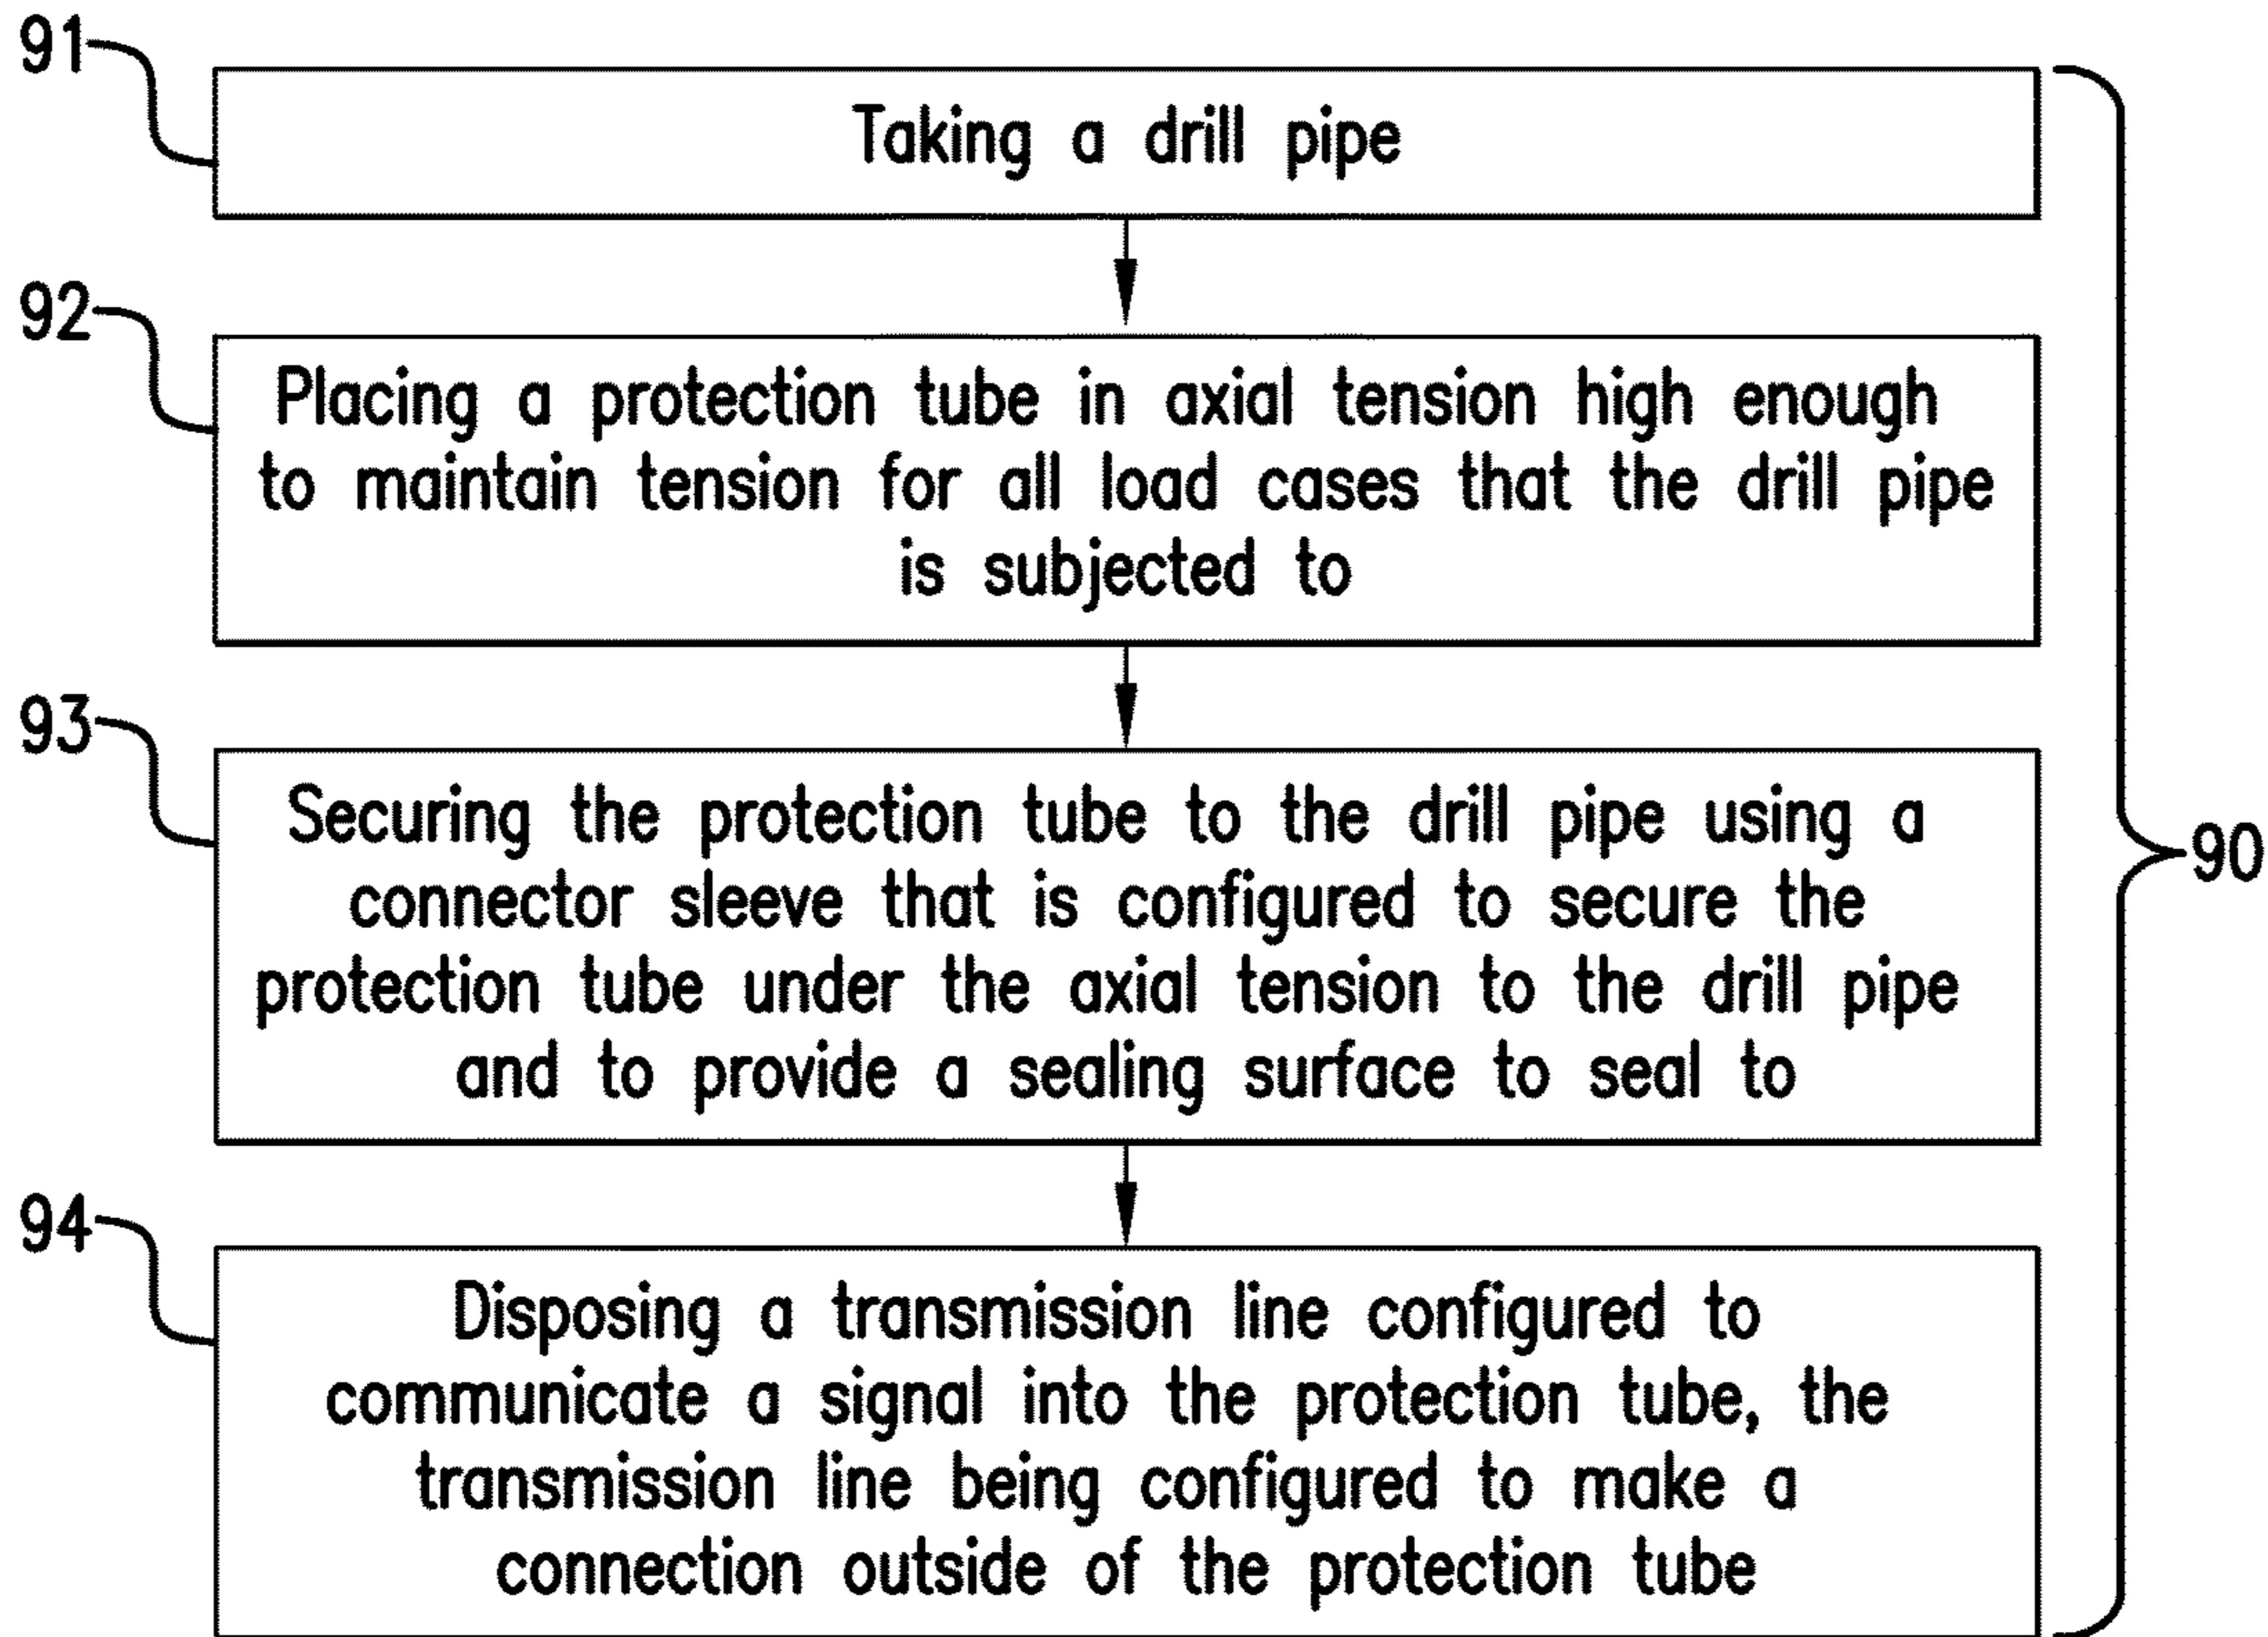 91
Taking a drill pipe
92
Placing a protection tube in axial tension high enough
to maintain tension for all load cases that the drill pipe
is subjected to
93
Securing the protection tube to the drill pipe using a
connector sleeve that is configured to secure the
protection tube under the axial tension to the drill pipe
and to provide a sealing surface to seal to
90
94
Disposing a transmission line configured to
communicate a signal into the protection tube, the
transmission line being configured to make a
connection outside of the protection tube